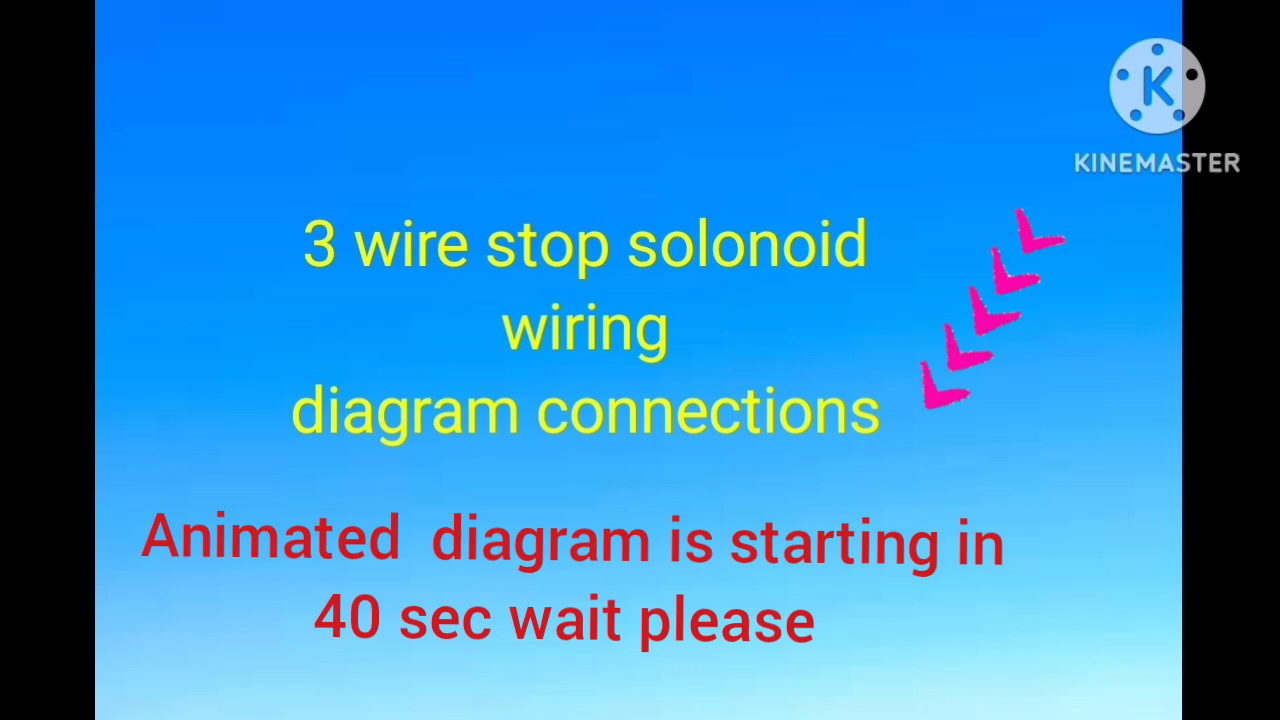 K
KINEMASTER
3 wire stop solonoid
wiring
diagram connections
Animated diagram is starting in
40 sec wait please